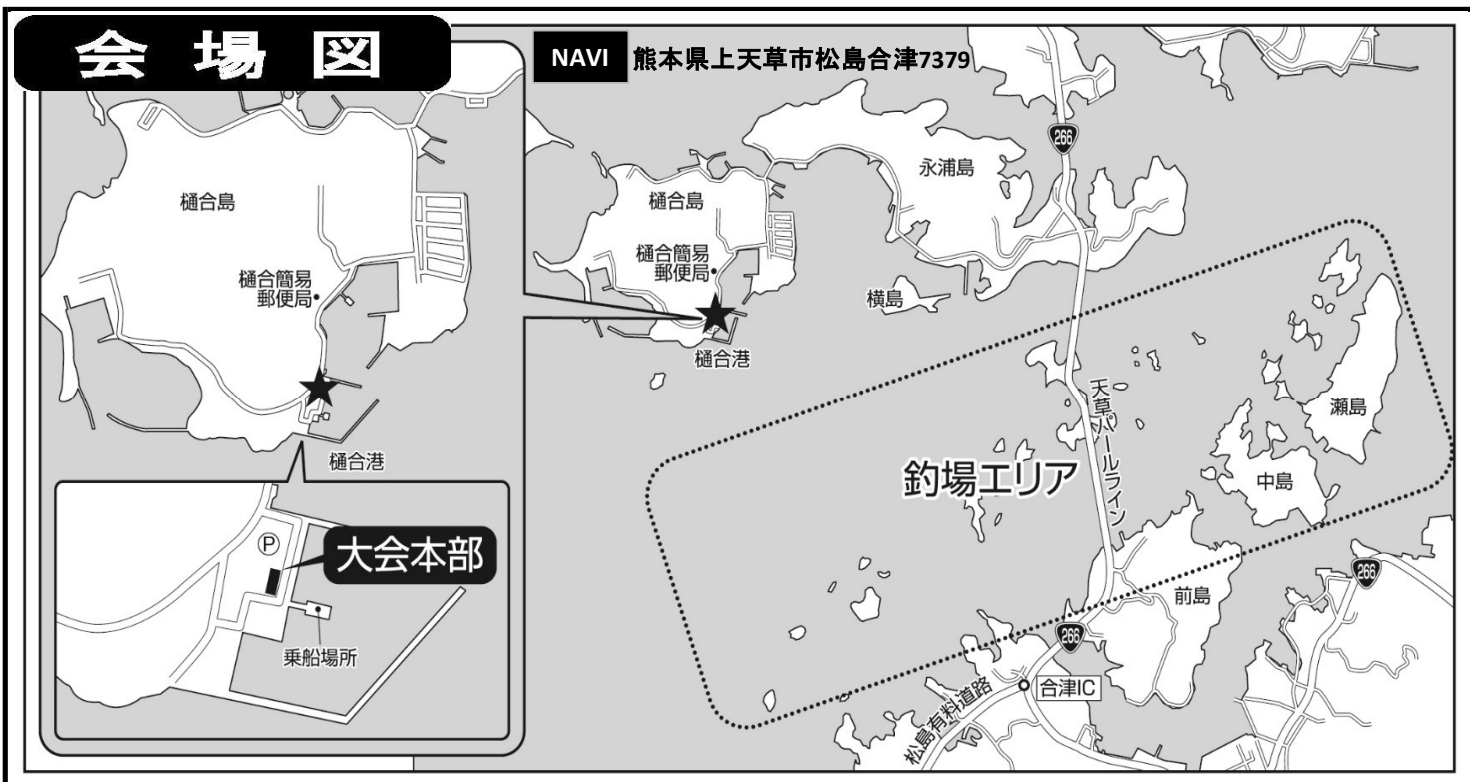 会場図
NAVI 熊本県上天草市松島合津7379
樋合島
樋合簡易
郵便局
樋合港
P
大会本部
乗船場所
樋合島
樋合簡易
郵便局
樋合港
永浦島
横島
266
天草パールライン
釣場エリア
瀬島
中島
前島
266
266
合津IC
松島有料道路